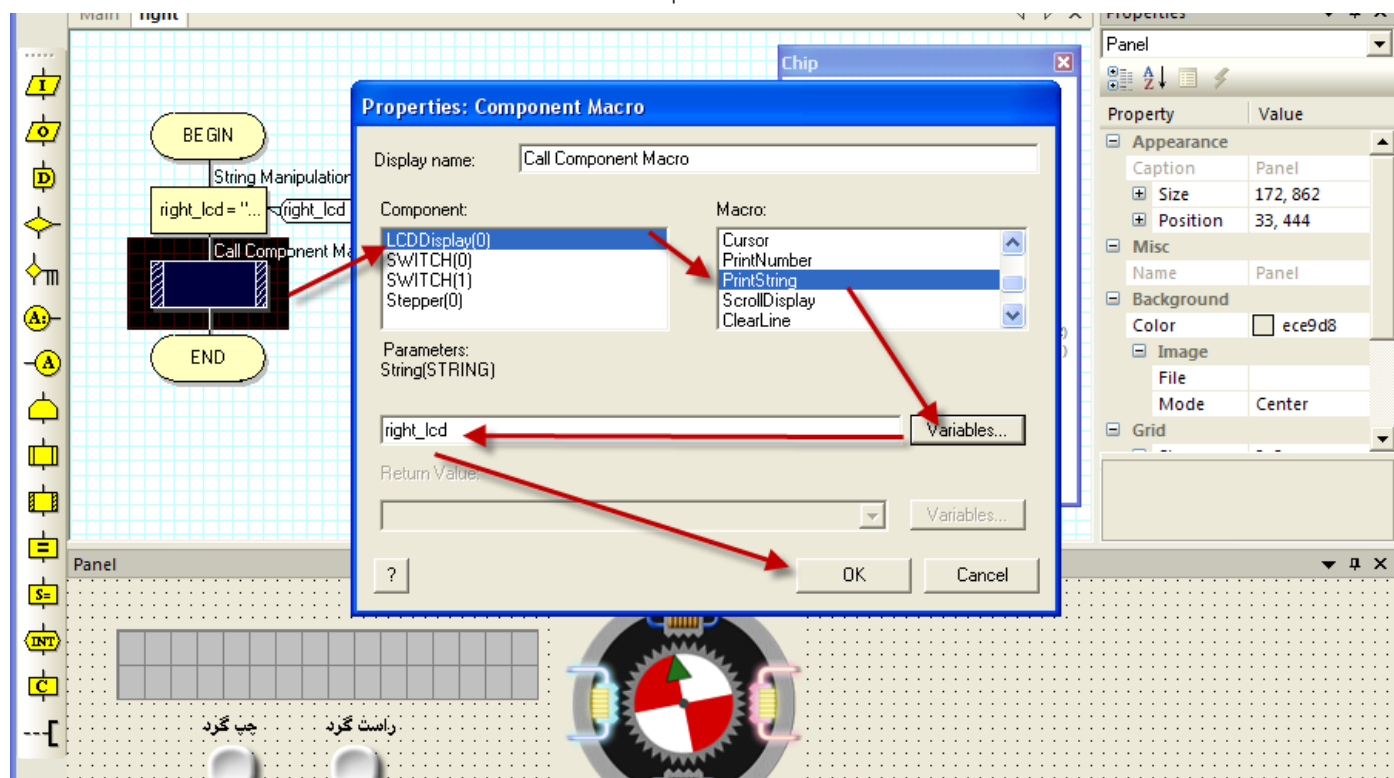 Main right
Properties
Panel
Chip
Property Value
Appearance
Caption Panel
Size 172, 862
Position 33, 444
Misc
Name Panel
Background
Color ece9d8
Image
File
Mode Center
Grid
I
O
D
m
A:
A
=
S=
INT
C
BEGIN
String Manipulation
right_lcd = "... right_lcd
Call Component Ma
END
Properties: Component Macro
Display name: Call Component Macro
Component: Macro:
LCDDisplay(0)
SWITCH(0)
SWITCH(1)
Stepper(0)
Cursor
PrintNumber
PrintString
ScrollDisplay
ClearLine
Parameters:
String(STRING)
right_lcd Variables...
Return Value:
Variables...
? OK Cancel
Panel
چپ گرد راست گرد